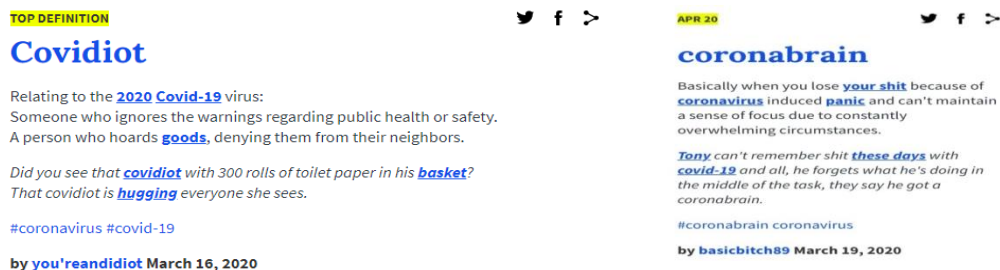 TOP DEFINITION
Covidiot
Relating to the 2020 Covid-19 virus:
Someone who ignores the warnings regarding public health or safety.
A person who hoards goods, denying them from their neighbors.
Did you see that covidiot with 300 rolls of toilet paper in his basket?
That covidiot is hugging everyone she sees.
#coronavirus #covid-19
by you'reandidiot March 16, 2020
APR 20
coronabrain
Basically when you lose your shit because of
coronavirus induced panic and can't maintain
a sense of focus due to constantly
overwhelming circumstances.
Tony can't remember shit these days with
covid-19 and all, he forgets what he's doing in
the middle of the task, they say he got a
coronabrain.
#coronabrain coronavirus
by basicbitch89 March 19, 2020